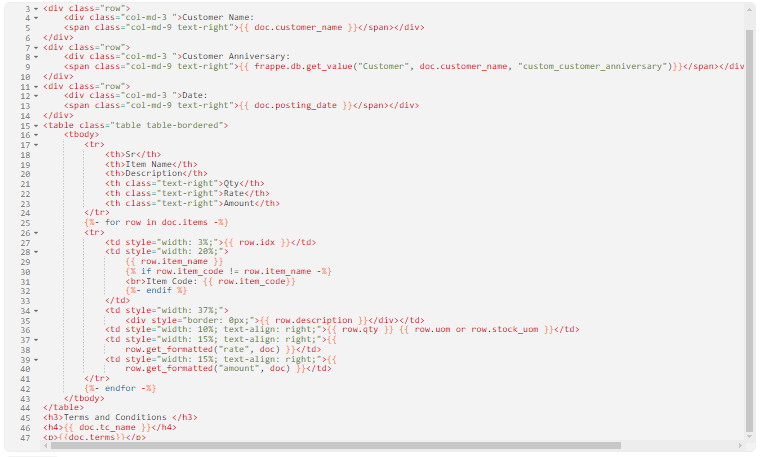 3 <div class="row">
4 <div class="col-md-3 ">Customer Name:
5 <span class="col-md-9 text-right">{{ doc.customer_name }}</span></div>
6 </div>
7 <div class="row">
8 <div class="col-md-3 ">Customer Anniversary:
9 <span class="col-md-9 text-right">{{ frappe.db.get_value("Customer", doc.customer_name, "custom_customer_anniversary")}}</span></div
10 </div>
11 <div class="row">
12 <div class="col-md-3 ">Date:
13 <span class="col-md-9 text-right">{{ doc.posting_date }}</span></div>
14 </div>
15 <table class="table table-bordered">
16 <tbody>
17 <tr>
18 <th>Sr</th>
19 <th>Item Name</th>
20 <th>Description</th>
21 <th class="text-right">Qty</th>
22 <th class="text-right">Rate</th>
23 <th class="text-right">Amount</th>
24 </tr>
25 {%- for row in doc.items -%}
26 <tr>
27 <td style="width: 3%;">{{ row.idx }}</td>
28 <td style="width: 20%;">
29 {{ row.item_name }}
30 {% if row.item_code != row.item_name -%}
31 <br>Item Code: {{ row.item_code}}
32 {%- endif %}
33 </td>
34 <td style="width: 37%;">
35 <div style="border: 0px;">{{ row.description }}</div></td>
36 <td style="width: 10%; text-align: right;">{{ row.qty }} {{ row.uom or row.stock_uom }}</td>
37 <td style="width: 15%; text-align: right;">{{
38 row.get_formatted("rate", doc) }}</td>
39 <td style="width: 15%; text-align: right;">{{
40 row.get_formatted("amount", doc) }}</td>
41 </tr>
42 {%- endfor -%}
43 </tbody>
44 </table>
45 <h3>Terms and Conditions </h3>
46 <h4>{{ doc.tc_name }}</h4>
47 <p>{{doc.terms}}</p>